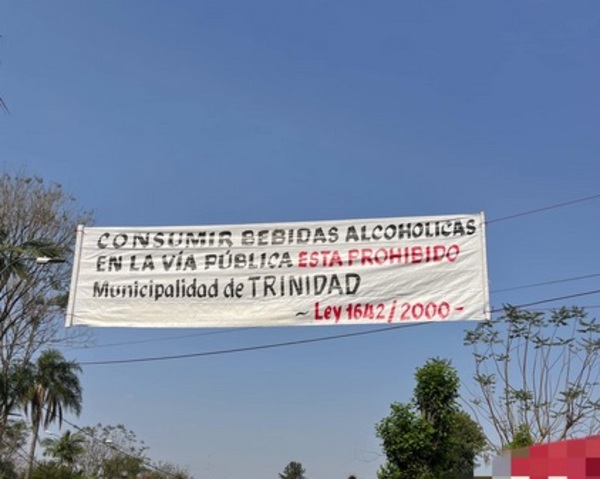 CONSUMIR BEBIDAS ALCOHOLICAS
EN LA VÍA PÚBLICA ESTA PROHIBIDO
Municipalidad de TRINIDAD
~ Ley 1642/2000 -